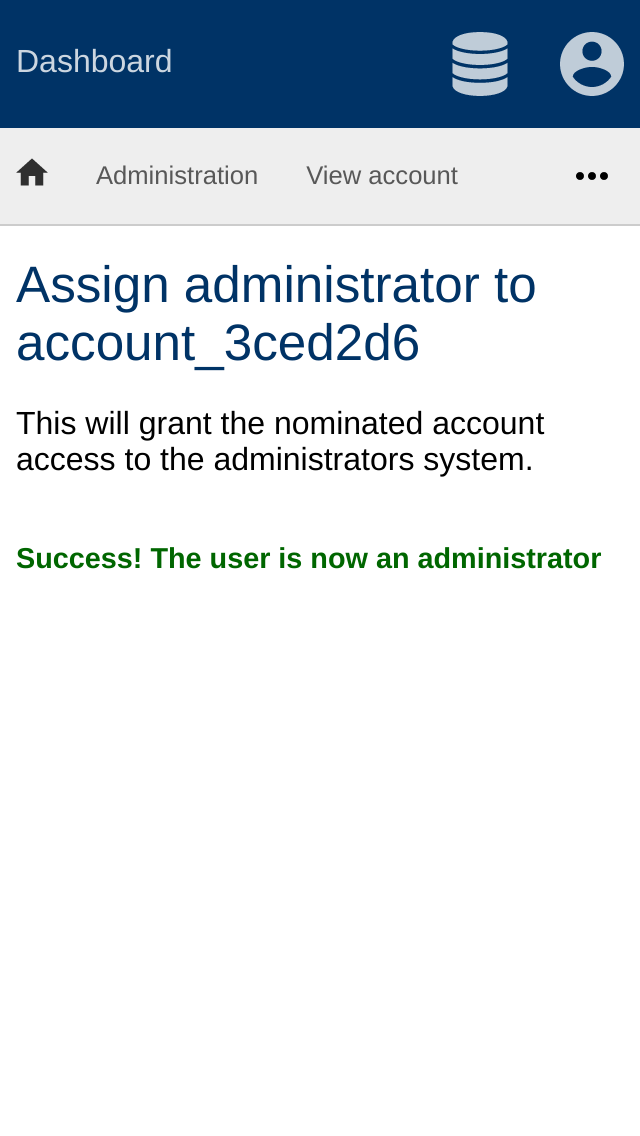 Dashboard
Administration View account
Assign administrator to
account_3ced2d6
This will grant the nominated account
access to the administrators system.
Success! The user is now an administrator